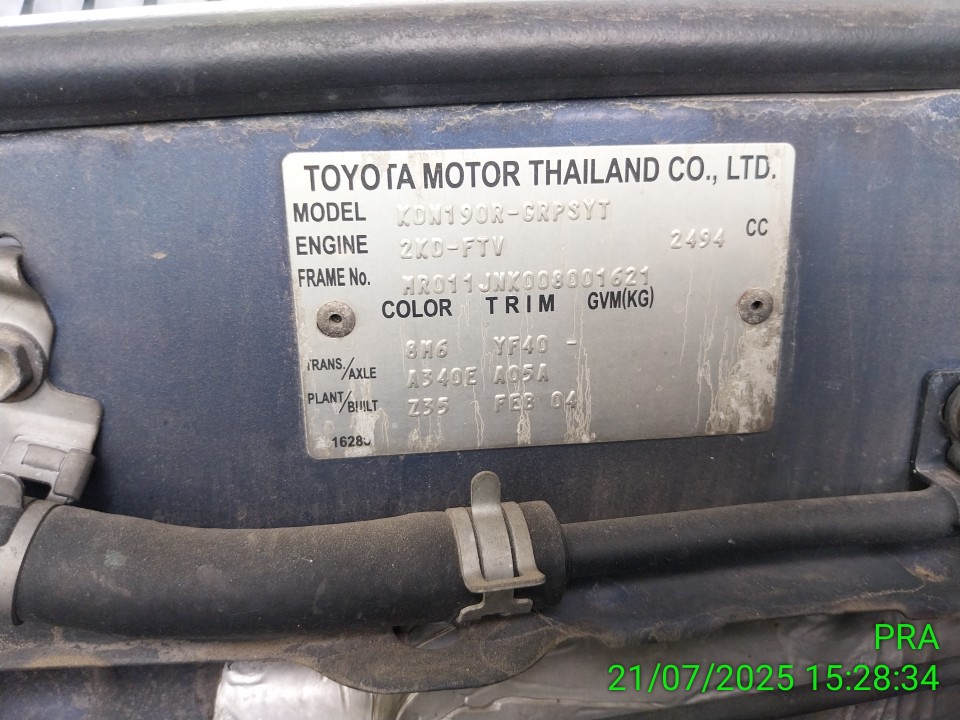 TOYOTA MOTOR THAILAND CO., LTD.
MODEL KDN190R-GRPSYT
ENGINE 2KD-FTV 2494 CC
FRAME No. MR011JNK008001621
COLOR TRIM GVM(KG)
8M6 YF40 -
TRANS./AXLE A340E A05A
PLANT/BUILT Z35 FEB 04
PRA
21/07/2025 15:28:34